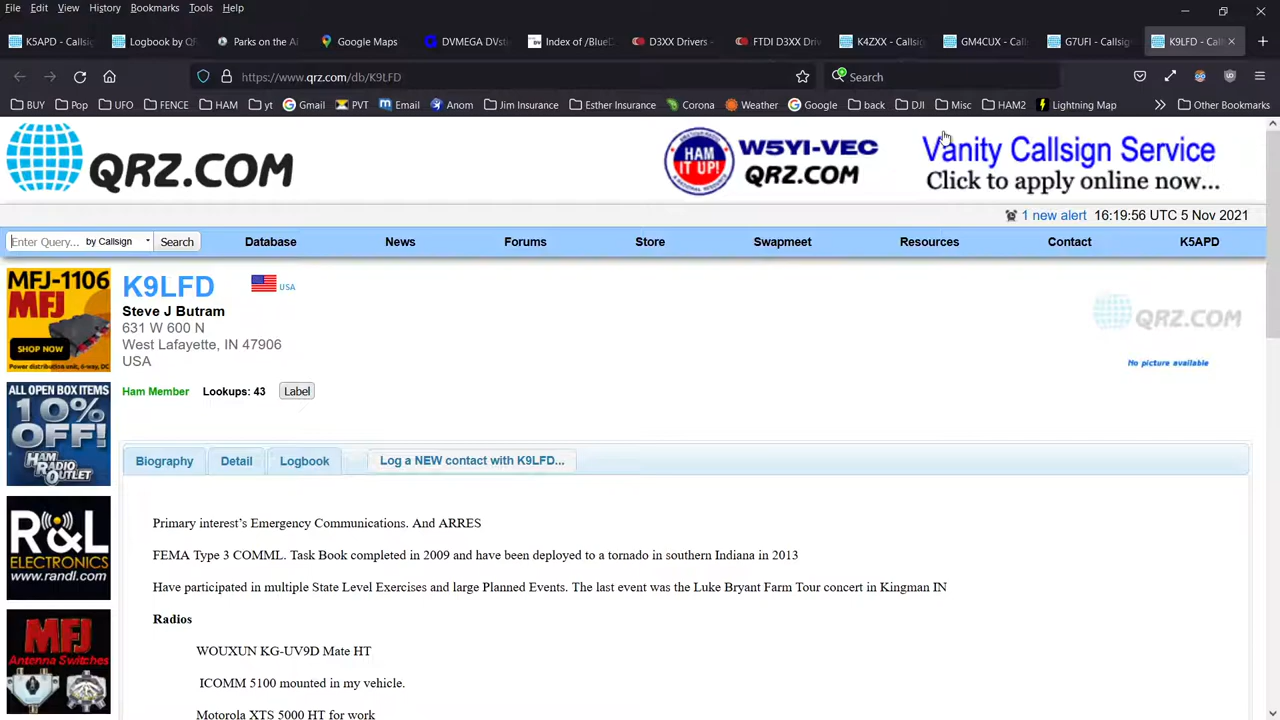 File Edit View History Bookmarks Tools Help
K5APD - Callsi
Logbook by QR
Parks on the Ai
Google Maps
DVMEGA DVsti
Index of /BlueD
D3XX Drivers -
FTDI D3XX Driv
K4ZXX - Callsig
GM4CUX - Call
G7UFI - Callsig
K9LFD - Call
https://www.qrz.com/db/K9LFD
Search
BUY Pop UFO FENCE HAM yt Gmail PVT Email Anom Jim Insurance Esther Insurance Corona Weather Google back DJI Misc HAM2 Lightning Map Other Bookmarks
QRZ.COM
HAM IT UP!
W5YI-VEC
QRZ.COM
Vanity Callsign Service
Click to apply online now...
1 new alert 16:19:56 UTC 5 Nov 2021
Enter Query... by Callsign Search Database News Forums Store Swapmeet Resources Contact K5APD
MFJ-1106
MFJ
SHOP NOW
Power distribution unit, 6-way, DC
K9LFD
USA
Steve J Butram
631 W 600 N
West Lafayette, IN 47906
USA
Ham Member Lookups: 43 Label
QRZ.COM
No picture available
ALL OPEN BOX ITEMS
10%
OFF!
HAM RADIO OUTLET
Biography Detail Logbook Log a NEW contact with K9LFD...
R&L
ELECTRONICS
www.randl.com
Primary interest’s Emergency Communications. And ARRES
FEMA Type 3 COMML. Task Book completed in 2009 and have been deployed to a tornado in southern Indiana in 2013
Have participated in multiple State Level Exercises and large Planned Events. The last event was the Luke Bryant Farm Tour concert in Kingman IN
Radios
WOUXUN KG-UV9D Mate HT
ICOMM 5100 mounted in my vehicle.
Motorola XTS 5000 HT for work
MFJ
Antenna Switches